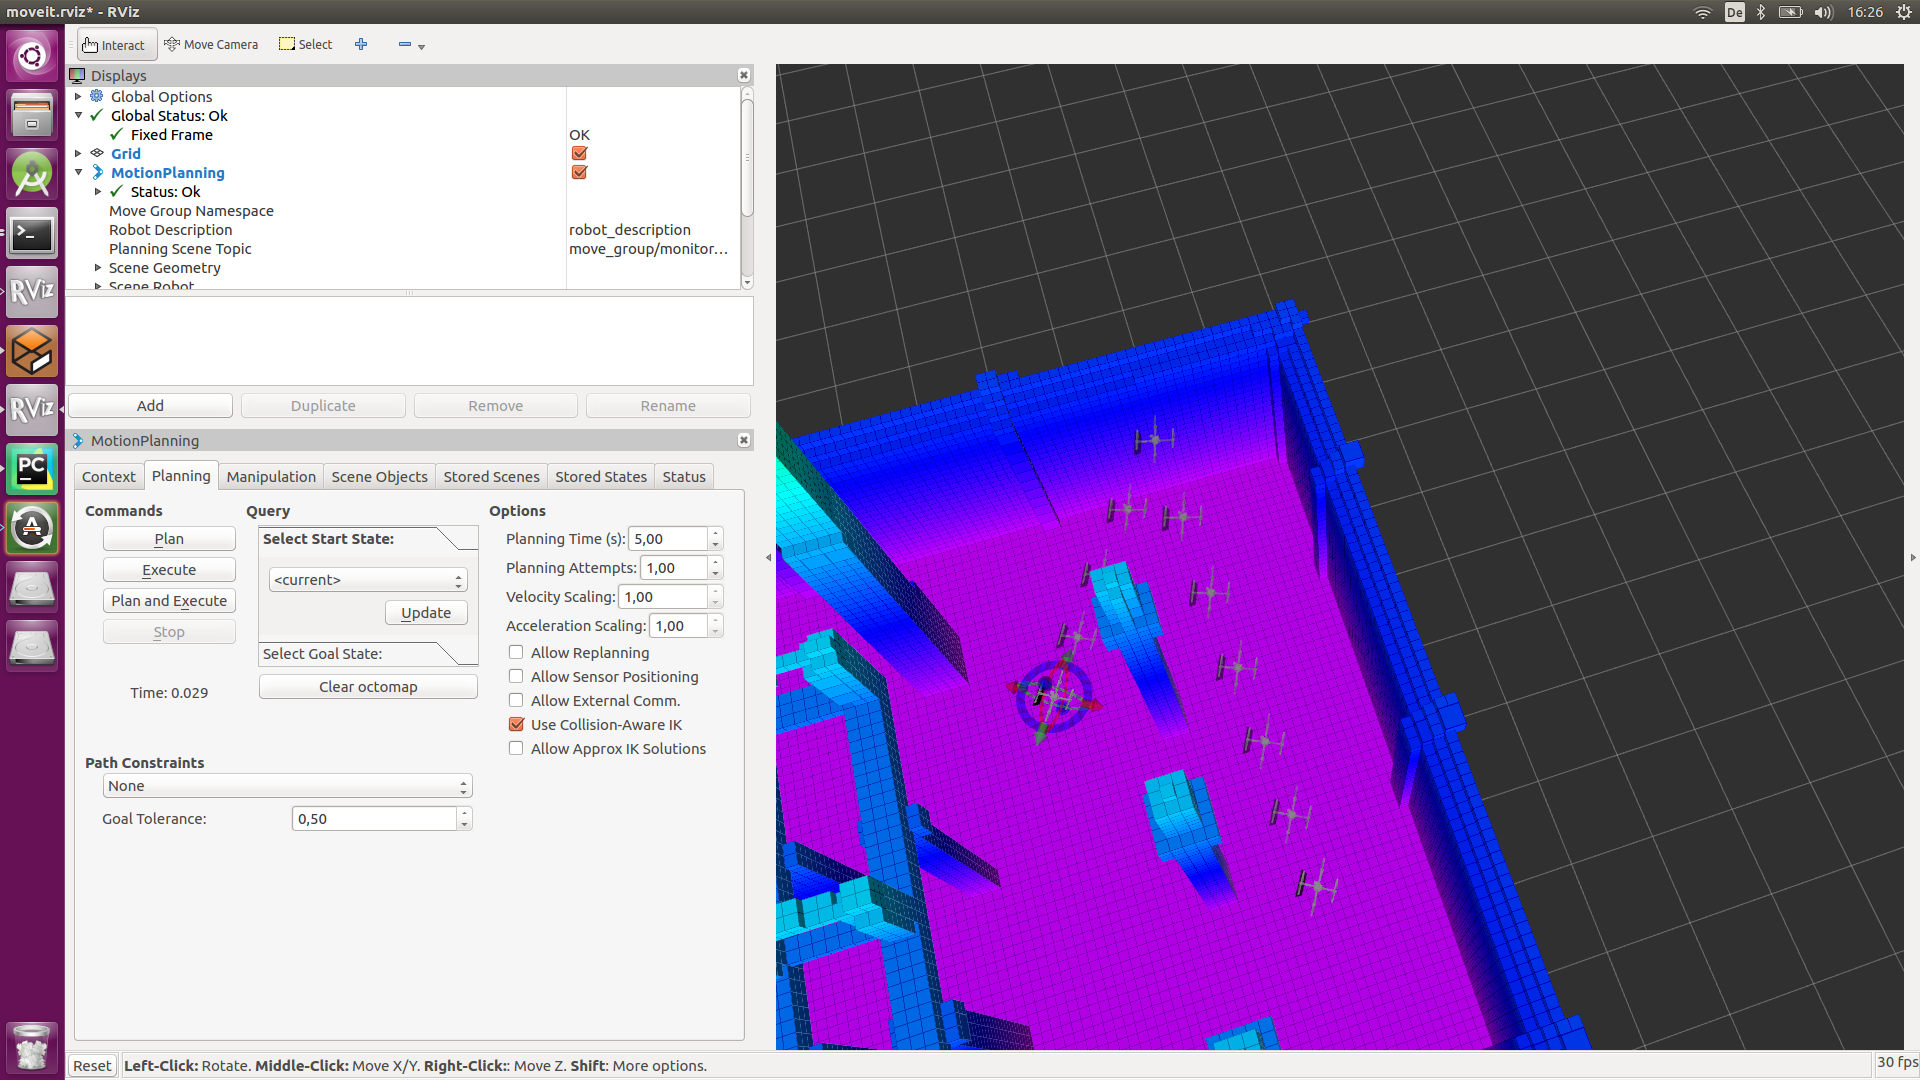 moveit.rviz* - RViz
De
16:26
Interact
Move Camera
Select
Displays
Global Options
Global Status: Ok
Fixed Frame
OK
Grid
MotionPlanning
Status: Ok
Move Group Namespace
Robot Description
robot_description
Planning Scene Topic
move_group/monitor...
Scene Geometry
Scene Robot
Add
Duplicate
Remove
Rename
MotionPlanning
Context
Planning
Manipulation
Scene Objects
Stored Scenes
Stored States
Status
Commands
Query
Options
Plan
Execute
Plan and Execute
Stop
Time: 0.029
Select Start State:
<current>
Update
Select Goal State:
Clear octomap
Planning Time (s):
5,00
Planning Attempts:
1,00
Velocity Scaling:
1,00
Acceleration Scaling:
1,00
Allow Replanning
Allow Sensor Positioning
Allow External Comm.
Use Collision-Aware IK
Allow Approx IK Solutions
Path Constraints
None
Goal Tolerance:
0,50
RViz
RViz
PC
A
Reset
Left-Click: Rotate. Middle-Click: Move X/Y. Right-Click:: Move Z. Shift: More options.
30 fps